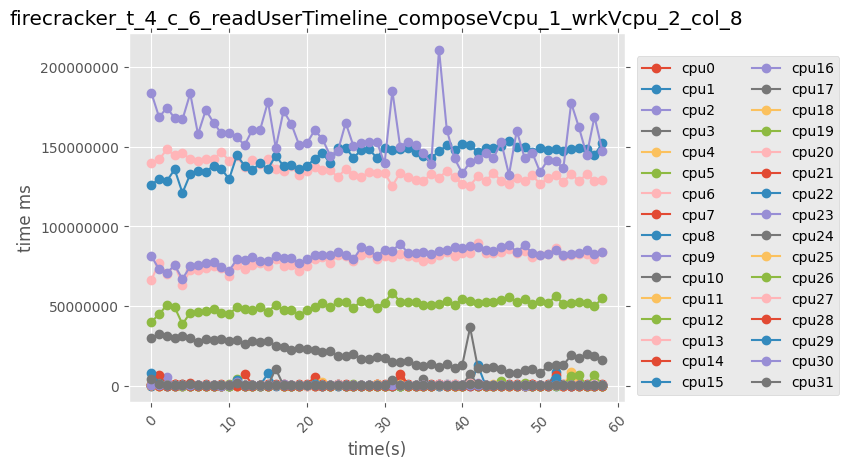 firecracker_t_4_c_6_readUserTimeline_composeVcpu_1_wrkVcpu_2_col_8
200000000
150000000
100000000
50000000
0
time ms
0
10
20
30
40
50
60
time(s)
cpu0
cpu1
cpu2
cpu3
cpu4
cpu5
cpu6
cpu7
cpu8
cpu9
cpu10
cpu11
cpu12
cpu13
cpu14
cpu15
cpu16
cpu17
cpu18
cpu19
cpu20
cpu21
cpu22
cpu23
cpu24
cpu25
cpu26
cpu27
cpu28
cpu29
cpu30
cpu31